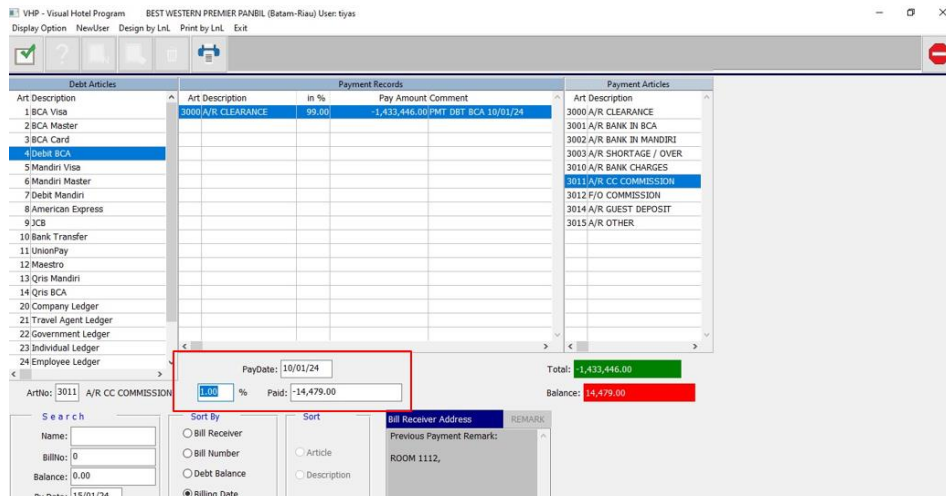 VHP - Visual Hotel Program BEST WESTERN PREMIER PANBIL (Batam-Riau) User: tiyas
Display Option NewUser Design by LnL Print by LnL Exit
Debt Articles Payment Records Payment Articles
Art Description Art Description in % Pay Amount Comment Art Description
1 BCA Visa 3000 A/R CLEARANCE 99.00 -1,433,446.00 PMT DBT BCA 10/01/24 3000 A/R CLEARANCE
2 BCA Master 3001 A/R BANK IN BCA
3 BCA Card 3002 A/R BANK IN MANDIRI
4 Debit BCA 3003 A/R SHORTAGE / OVER
5 Mandiri Visa 3010 A/R BANK CHARGES
6 Mandiri Master 3011 A/R CC COMMISSION
7 Debit Mandiri 3012 F/O COMMISSION
8 American Express 3014 A/R GUEST DEPOSIT
9 JCB 3015 A/R OTHER
10 Bank Transfer
11 UnionPay
12 Maestro
13 Qris Mandiri
14 Qris BCA
20 Company Ledger
21 Travel Agent Ledger
22 Government Ledger
23 Individual Ledger
24 Employee Ledger PayDate: 10/01/24 Total: -1,433,446.00
ArtNo: 3011 A/R CC COMMISSION 1.00 % Paid: -14,479.00 Balance: 14,479.00
Search Sort By Sort Bill Receiver Address REMARK
Name: Bill Receiver Previous Payment Remark:
BillNo: 0 Bill Number Article ROOM 1112,
Balance: 0.00 Debt Balance Description
15/01/24 Billing Date